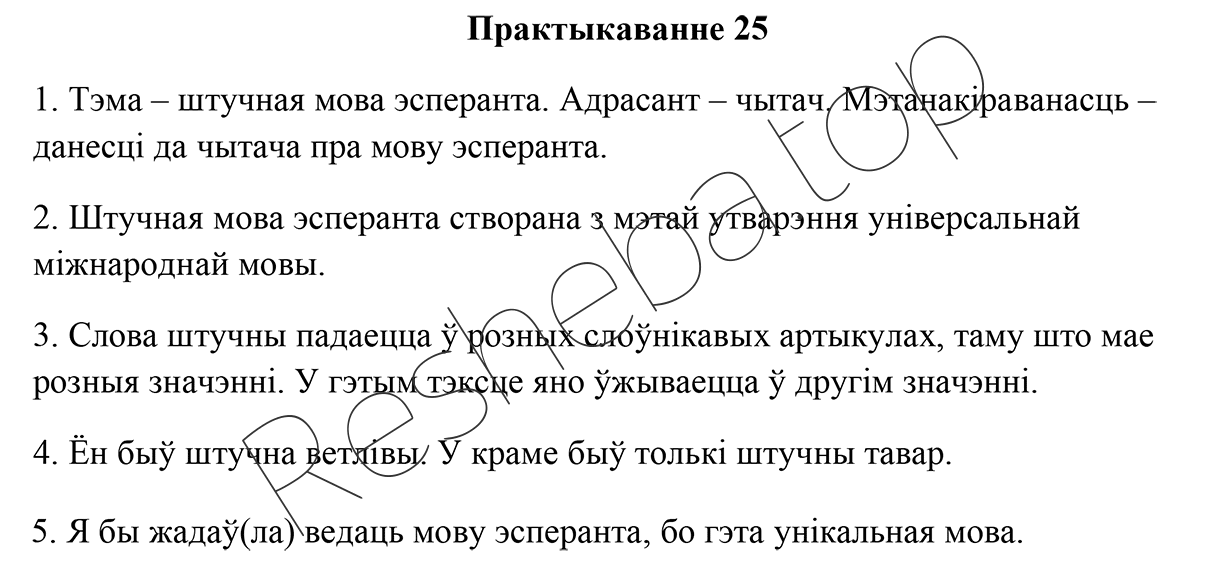 Практыкаванне 25
1. Тэма – штучная мова эсперанта. Адрасант – чытач. Мэтанакіраванасць –
данесці да чытача пра мову эсперанта.
2. Штучная мова эсперанта створана з мэтай утварэння універсальнай
міжнароднай мовы.
3. Слова штучны падаецца ў розных слоўнікавых артыкулах, таму што мае
розныя значэнні. У гэтым тэксце яно ўжываецца ў другім значэнні.
4. Ён быў штучна ветлівы. У краме быў толькі штучны тавар.
5. Я бы жадаў(ла) ведаць мову эсперанта, бо гэта унікальная мова.
Resheba top